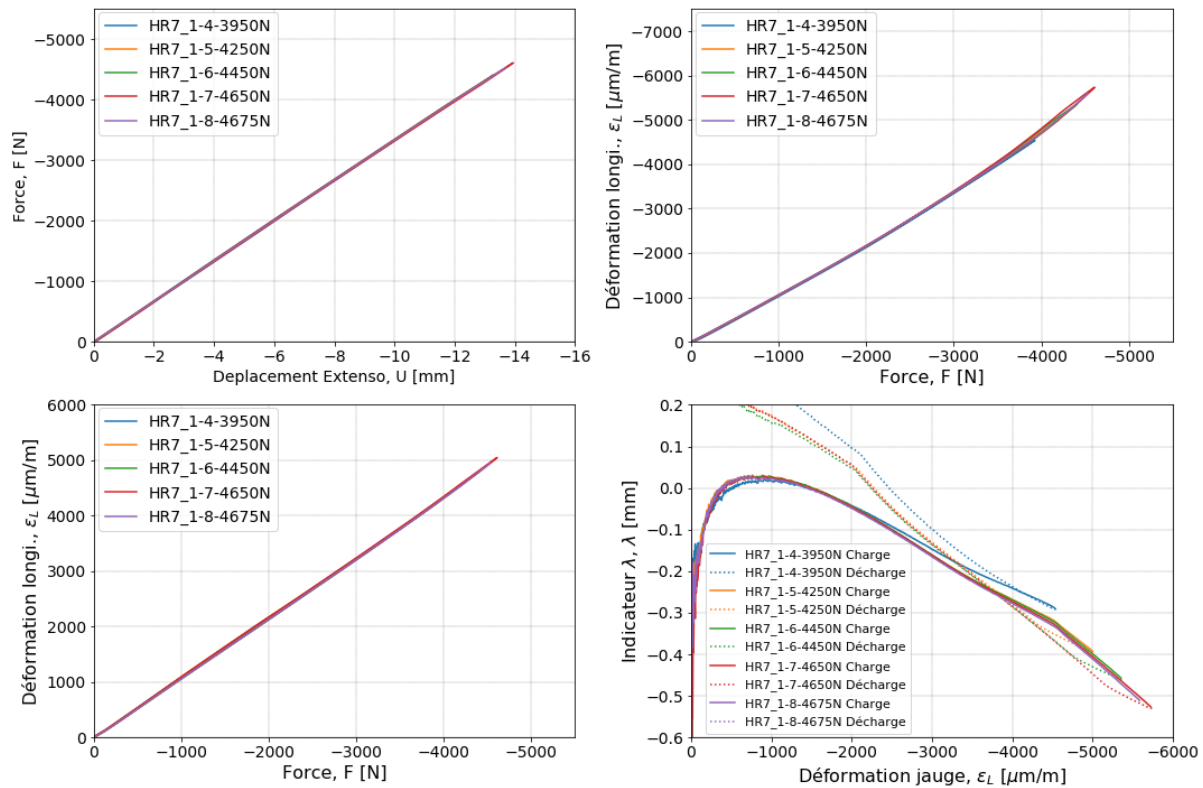 Force, F [N]
−5000
−4000
−3000
−2000
−1000
0
HR7_1-4-3950N
HR7_1-5-4250N
HR7_1-6-4450N
HR7_1-7-4650N
HR7_1-8-4675N
0 −2 −4 −6 −8 −10 −12 −14 −16
Deplacement Extenso, U [mm]
Déformation longi., εL [μm/m]
−7000
−6000
−5000
−4000
−3000
−2000
−1000
0
HR7_1-4-3950N
HR7_1-5-4250N
HR7_1-6-4450N
HR7_1-7-4650N
HR7_1-8-4675N
0 −1000 −2000 −3000 −4000 −5000
Force, F [N]
Déformation longi., εL [μm/m]
6000
5000
4000
3000
2000
1000
0
HR7_1-4-3950N
HR7_1-5-4250N
HR7_1-6-4450N
HR7_1-7-4650N
HR7_1-8-4675N
0 −1000 −2000 −3000 −4000 −5000
Force, F [N]
Indicateur λ, λ [mm]
0.2
0.1
0.0
−0.1
−0.2
−0.3
−0.4
−0.5
−0.6
HR7_1-4-3950N Charge
HR7_1-4-3950N Décharge
HR7_1-5-4250N Charge
HR7_1-5-4250N Décharge
HR7_1-6-4450N Charge
HR7_1-6-4450N Décharge
HR7_1-7-4650N Charge
HR7_1-7-4650N Décharge
HR7_1-8-4675N Charge
HR7_1-8-4675N Décharge
0 −1000 −2000 −3000 −4000 −5000 −6000
Déformation jauge, εL [μm/m]